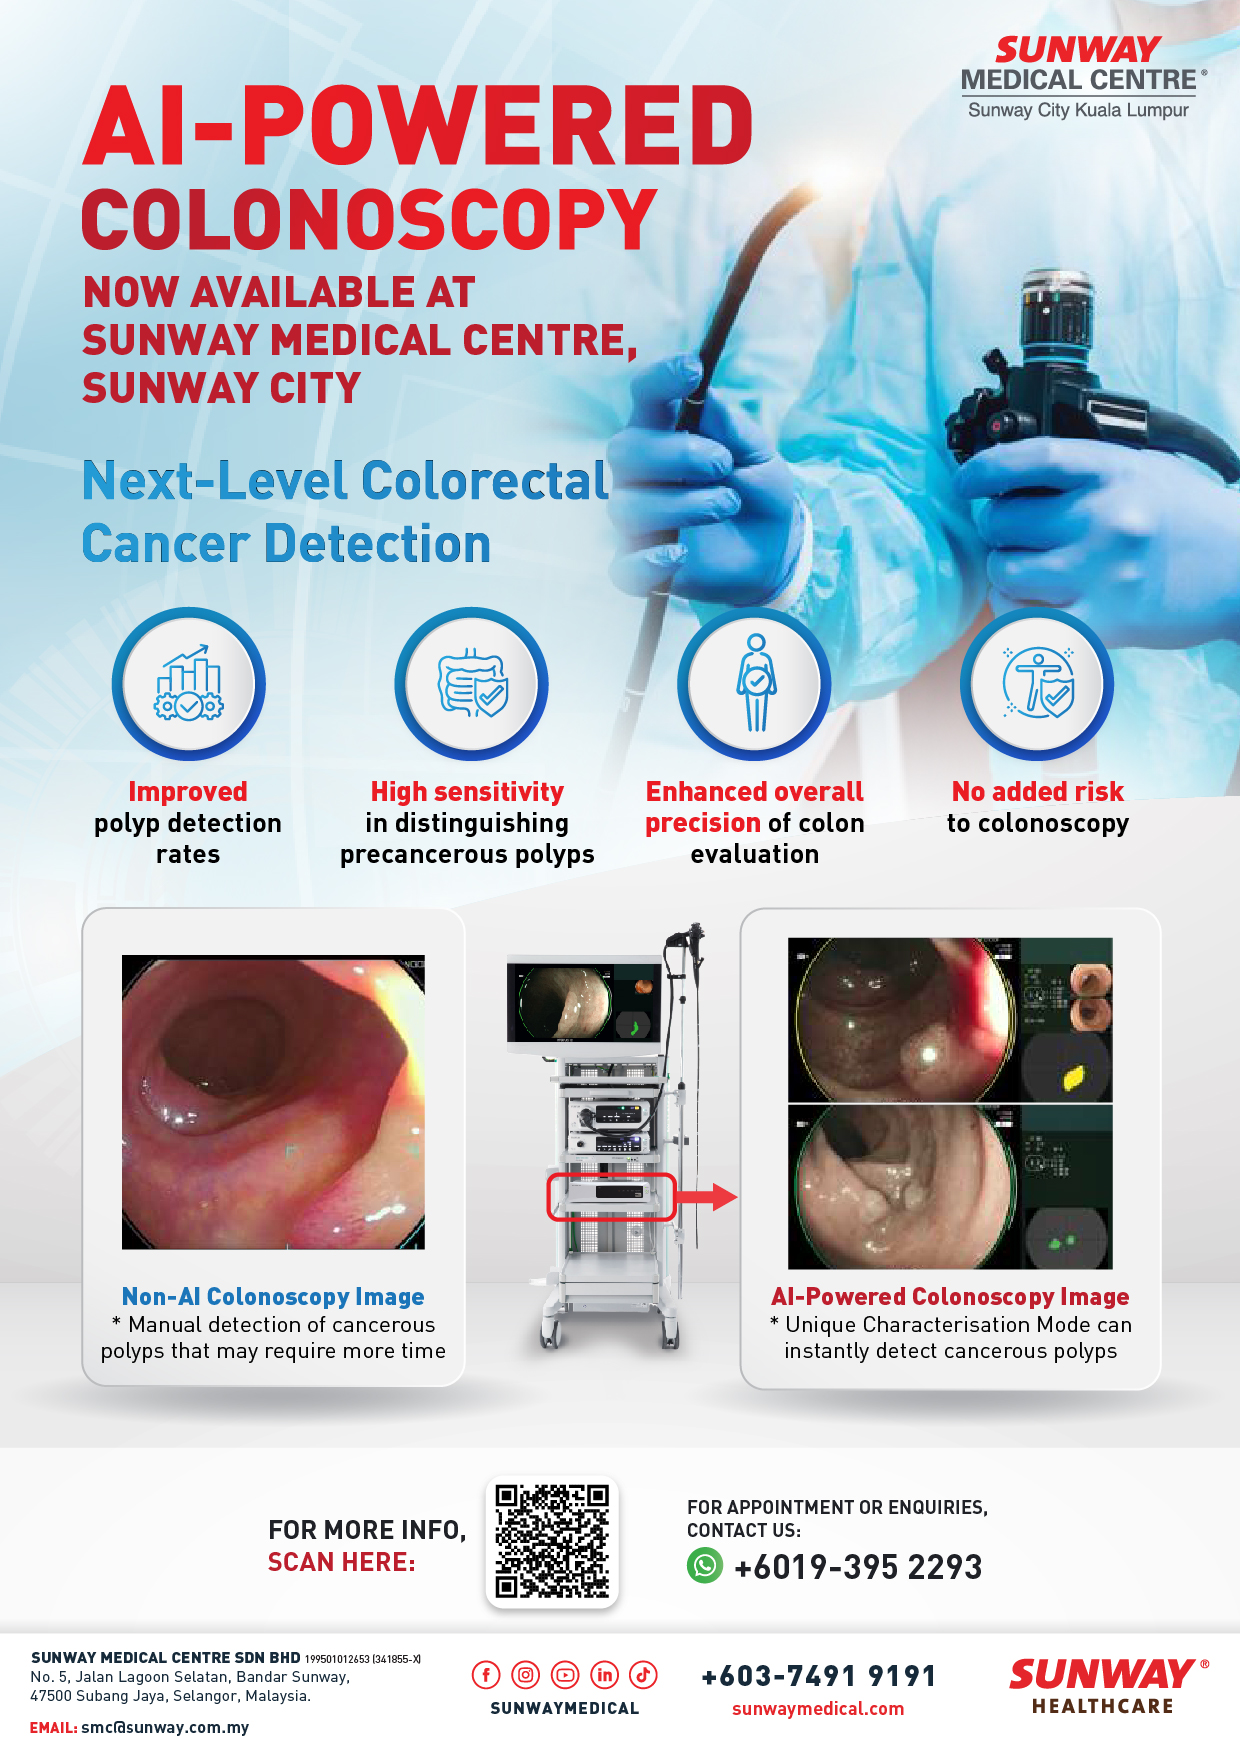 SUNWAY
MEDICAL CENTRE®
Sunway City Kuala Lumpur
AI-POWERED
COLONOSCOPY
NOW AVAILABLE AT
SUNWAY MEDICAL CENTRE,
SUNWAY CITY
Next-Level Colorectal
Cancer Detection
Improved
polyp detection
rates
High sensitivity
in distinguishing
precancerous polyps
Enhanced overall
precision of colon
evaluation
No added risk
to colonoscopy
Non-AI Colonoscopy Image
* Manual detection of cancerous
polyps that may require more time
AI-Powered Colonoscopy Image
* Unique Characterisation Mode can
instantly detect cancerous polyps
FOR MORE INFO,
SCAN HERE:
FOR APPOINTMENT OR ENQUIRIES,
CONTACT US:
+6019-395 2293
SUNWAY MEDICAL CENTRE SDN BHD 199501012653 (341855-X)
No. 5, Jalan Lagoon Selatan, Bandar Sunway,
47500 Subang Jaya, Selangor, Malaysia.
EMAIL: smc@sunway.com.my
SUNWAYMEDICAL
+603-7491 9191
sunwaymedical.com
SUNWAY®
HEALTHCARE